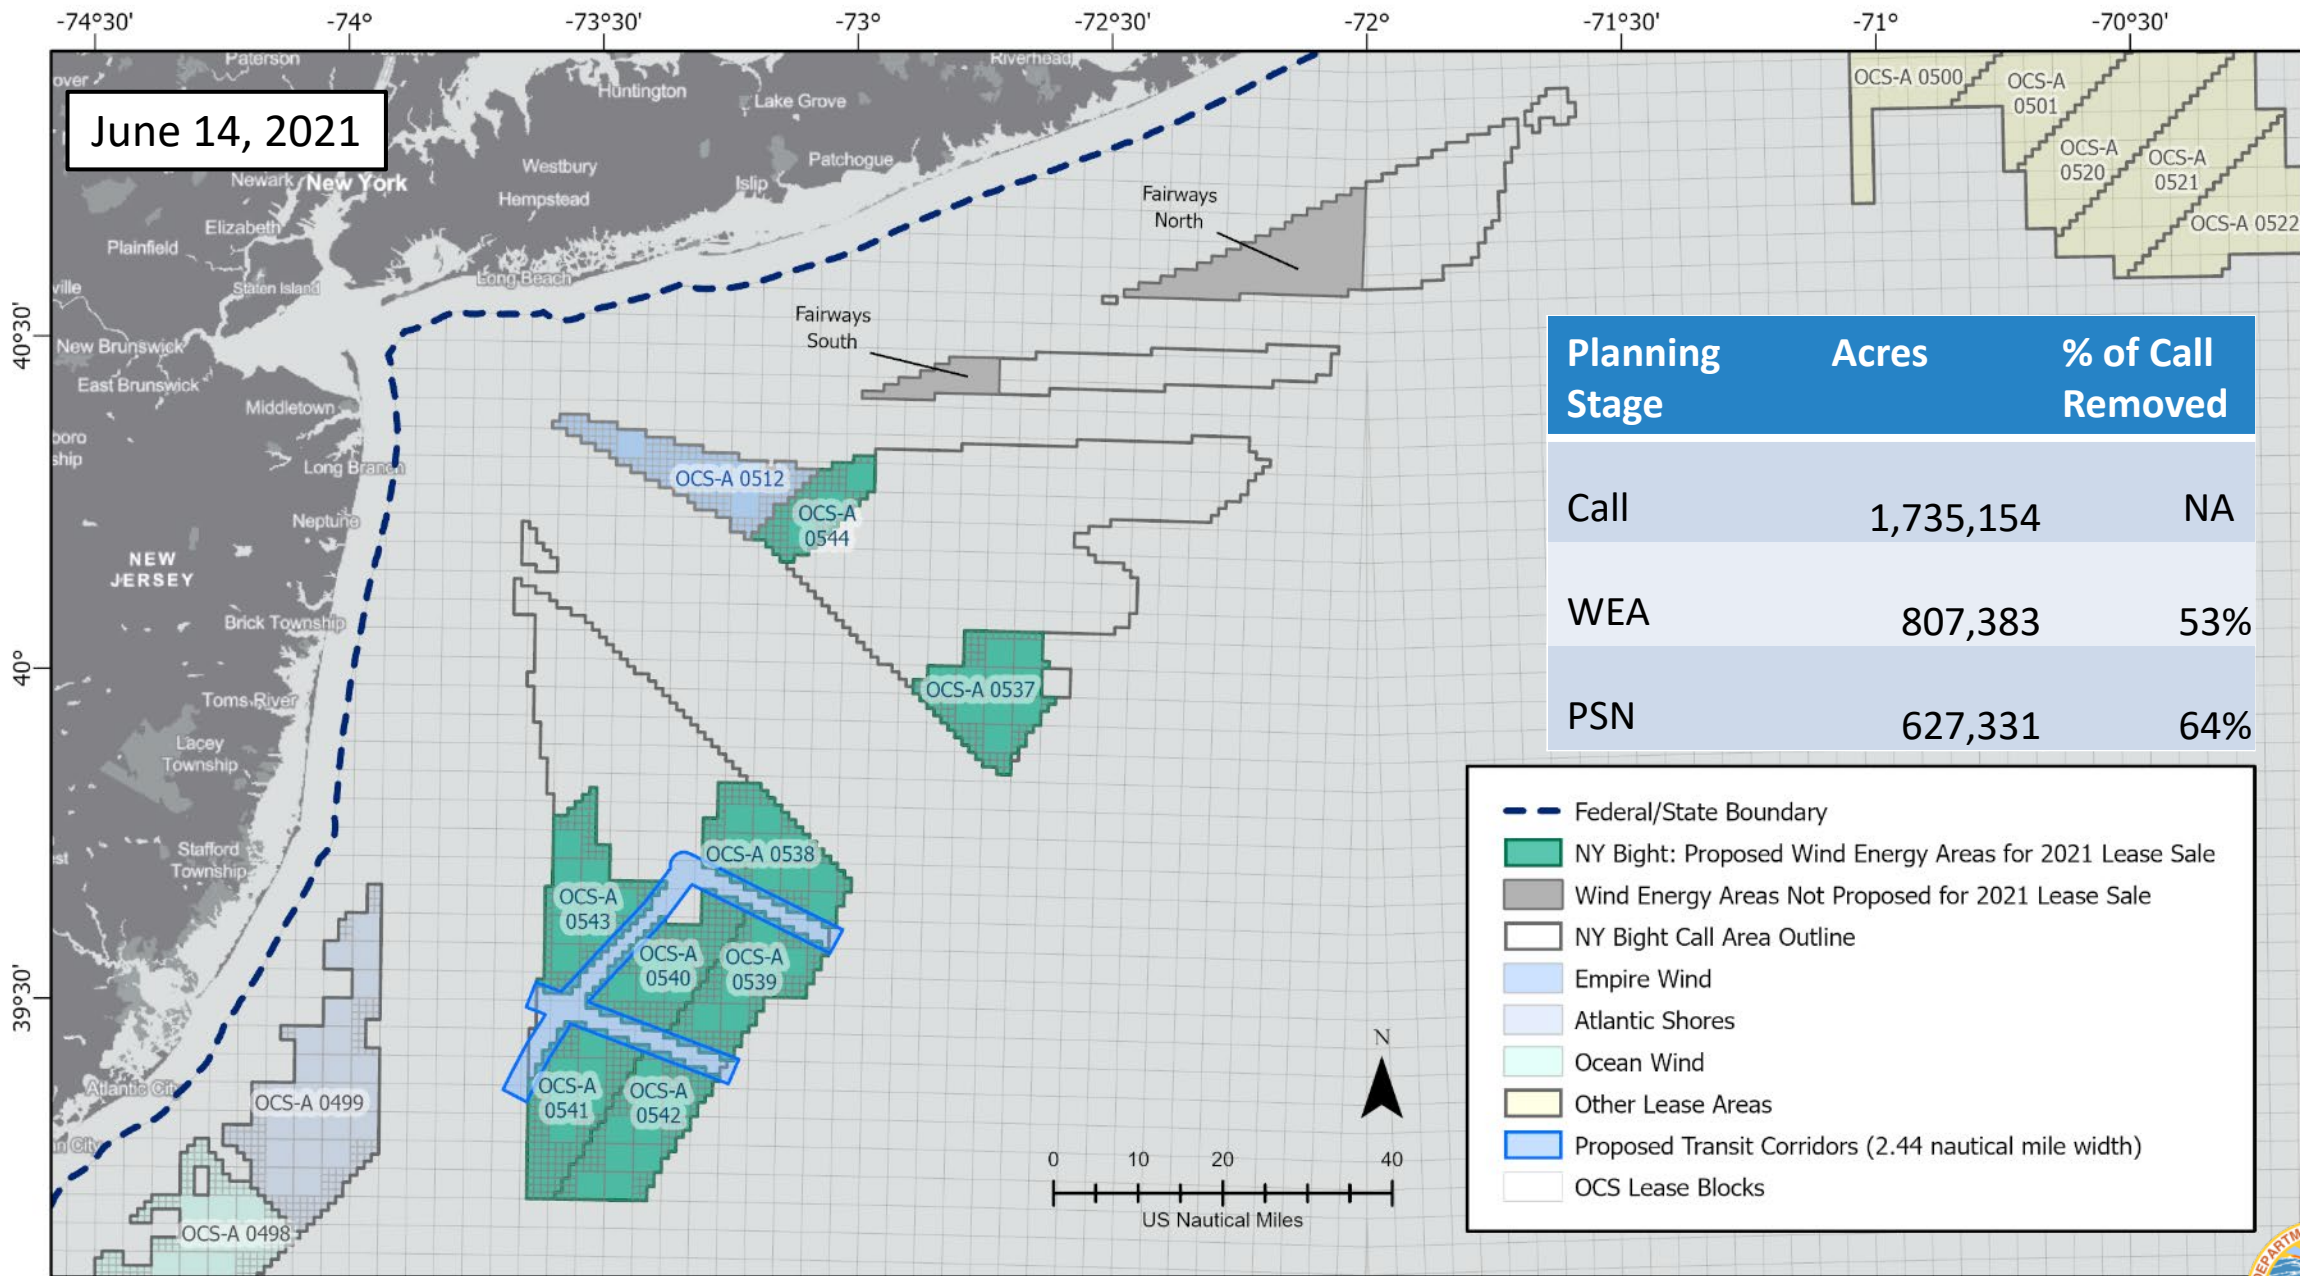 -74°30'
-74°
-73°30'
-73°
-72°30'
-72°
-71°30'
-71°
-70°30'
40°30'
40°
39°30'
June 14, 2021
Paterson
Huntington
Riverhead
Lake Grove
Westbury
Patchogue
Newark
New York
Hempstead
Islip
Elizabeth
Plainfield
Long Beach
Staten Island
ville
New Brunswick
East Brunswick
Middletown
Long Branch
Neptune
NEW
JERSEY
Brick Township
Toms River
Lacey
Township
Stafford
Township
Atlantic City
Fairways
North
Fairways
South
OCS-A 0500
OCS-A
0501
OCS-A
0520
OCS-A
0521
OCS-A 0522
OCS-A 0512
OCS-A
0544
OCS-A 0537
OCS-A 0538
OCS-A
0543
OCS-A
0540
OCS-A
0539
OCS-A
0541
OCS-A
0542
OCS-A 0499
OCS-A 0498
Planning Acres % of Call
Stage Removed
Call 1,735,154 NA
WEA 807,383 53%
PSN 627,331 64%
Federal/State Boundary
NY Bight: Proposed Wind Energy Areas for 2021 Lease Sale
Wind Energy Areas Not Proposed for 2021 Lease Sale
NY Bight Call Area Outline
Empire Wind
Atlantic Shores
Ocean Wind
Other Lease Areas
Proposed Transit Corridors (2.44 nautical mile width)
OCS Lease Blocks
N
0 10 20 40
US Nautical Miles